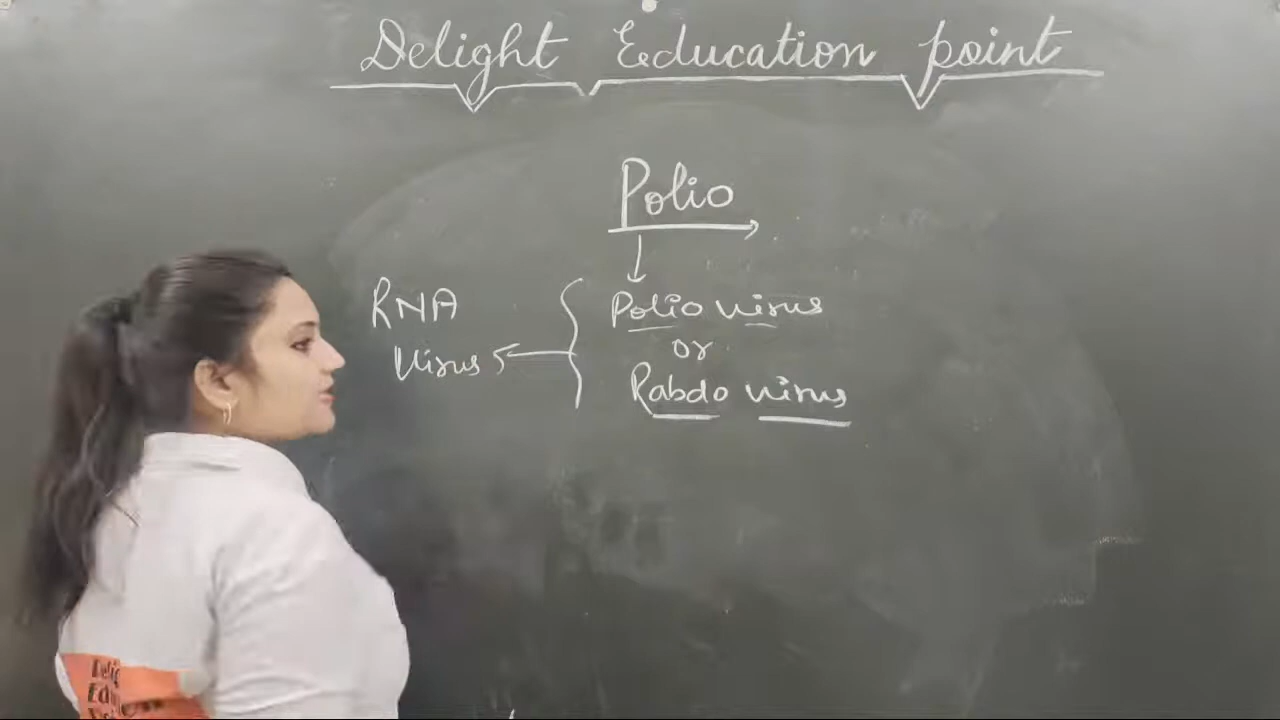 Delight Education point
Polio
Polio virus
or
Rabdo virus
RNA
Virus